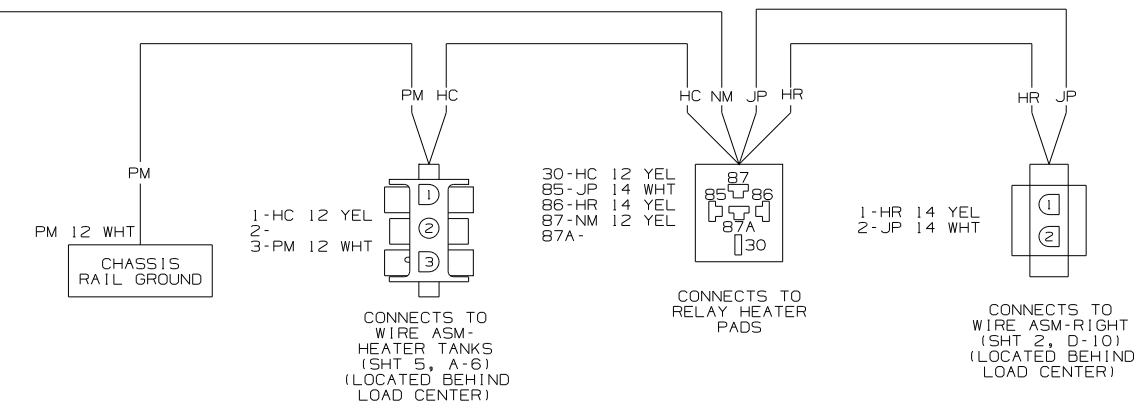 PM HC
HC NM JP HR
HR JP
PM
PM 12 WHT
CHASSIS
RAIL GROUND
1-HC 12 YEL
2-
3-PM 12 WHT
1
2
3
CONNECTS TO
WIRE ASM-
HEATER TANKS
(SHT 5, A-6)
(LOCATED BEHIND
LOAD CENTER)
30-HC 12 YEL
85-JP 14 WHT
86-HR 14 YEL
87-NM 12 YEL
87A-
87
85 86
87A
30
CONNECTS TO
RELAY HEATER
PADS
1-HR 14 YEL
2-JP 14 WHT
1
2
CONNECTS TO
WIRE ASM-RIGHT
(SHT 2, D-10)
(LOCATED BEHIND
LOAD CENTER)